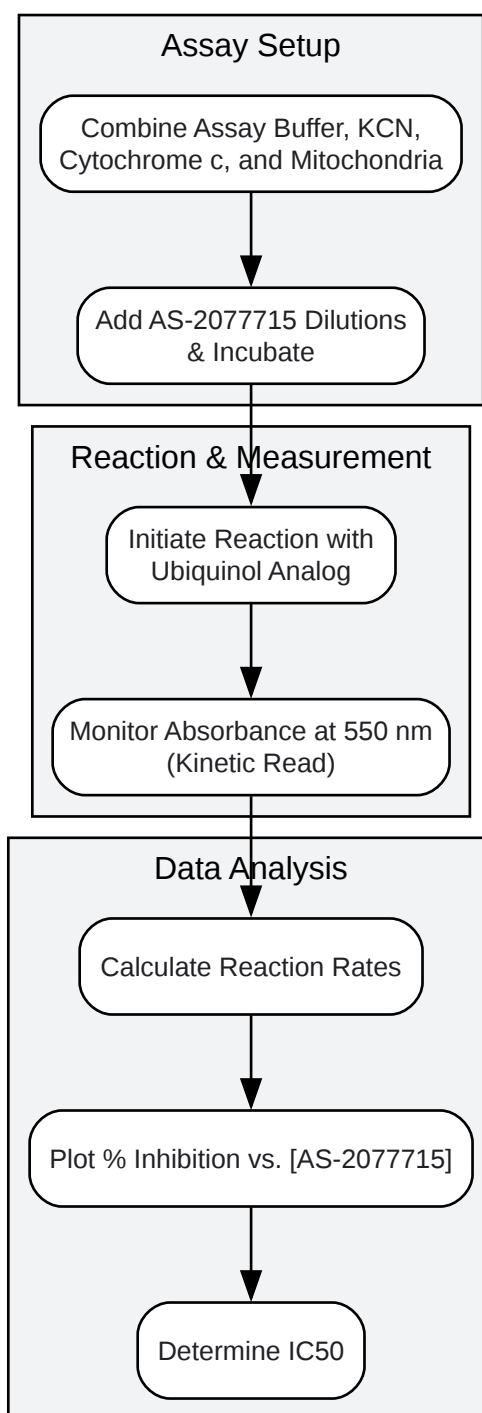 Assay Setup
Combine Assay Buffer, KCN,
Cytochrome c, and Mitochondria
Add AS-2077715 Dilutions
& Incubate
Reaction & Measurement
Initiate Reaction with
Ubiquinol Analog
Monitor Absorbance at 550 nm
(Kinetic Read)
Data Analysis
Calculate Reaction Rates
Plot % Inhibition vs. [AS-2077715]
Determine IC50